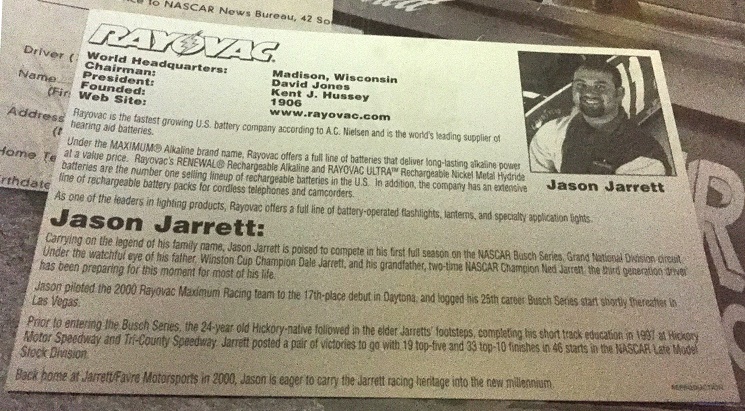 ce to NASCAR News Bureau, 42 So
Driver (
Name
(Fir
Address
Home Te
rthdate
RAYOVAC
World Headquarters: Madison, Wisconsin
Chairman: David Jones
President: Kent J. Hussey
Founded: 1906
Web Site: www.rayovac.com
Rayovac is the fastest growing U.S. battery company according to A.C. Nielsen and is the world's leading supplier of
hearing aid batteries.
Under the MAXIMUM® Alkaline brand name, Rayovac offers a full line of batteries that deliver long-lasting alkaline power
at a value price. Rayovac's RENEWAL® Rechargeable Alkaline and RAYOVAC ULTRA™ Rechargeable Nickel Metal Hydride
batteries are the number one selling lineup of rechargeable batteries in the U.S. In addition, the company has an extensive
line of rechargeable battery packs for cordless telephones and camcorders.
As one of the leaders in lighting products, Rayovac offers a full line of battery-operated flashlights, lanterns, and specialty application lights.
Jason Jarrett
Jason Jarrett:
Carrying on the legend of his family name, Jason Jarrett is poised to compete in his first full season on the NASCAR Busch Series, Grand National Division circuit.
Under the watchful eye of his father, Winston Cup Champion Dale Jarrett, and his grandfather, two-time NASCAR Champion Ned Jarrett, the third generation driver
has been preparing for this moment for most of his life.
Jason piloted the 2000 Rayovac Maximum Racing team to the 17th-place debut in Daytona, and logged his 25th career Busch Series start shortly thereafter in
Las Vegas.
Prior to entering the Busch Series, the 24-year old Hickory-native followed in the elder Jarretts' footsteps, completing his short track education in 1997 at Hickory
Motor Speedway and Tri-County Speedway. Jarrett posted a pair of victories to go with 19 top-five and 33 top-10 finishes in 46 starts in the NASCAR Late Model
Stock Division.
Back home at Jarrett/Favre Motorsports in 2000, Jason is eager to carry the Jarrett racing heritage into the new millennium.
REPRODUCTION